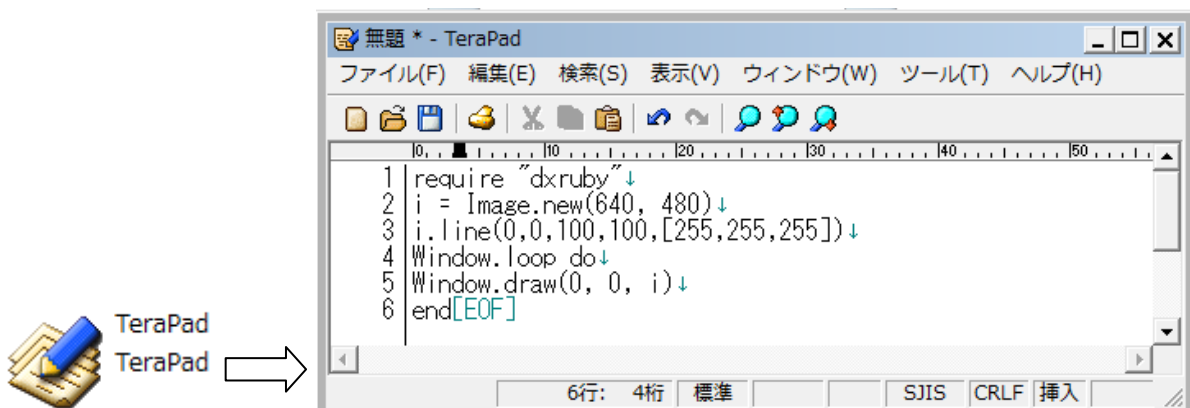 無題 * - TeraPad
ファイル(F) 編集(E) 検索(S) 表示(V) ウィンドウ(W) ツール(T) ヘルプ(H)
0 10 20 30 40 50
1 require "dxruby"↓
2 i = Image.new(640, 480)↓
3 i.line(0,0,100,100,[255,255,255])↓
4 Window.loop do↓
5 Window.draw(0, 0, i)↓
6 end[EOF]
TeraPad
TeraPad
6行: 4桁 標準 SJIS CRLF 挿入